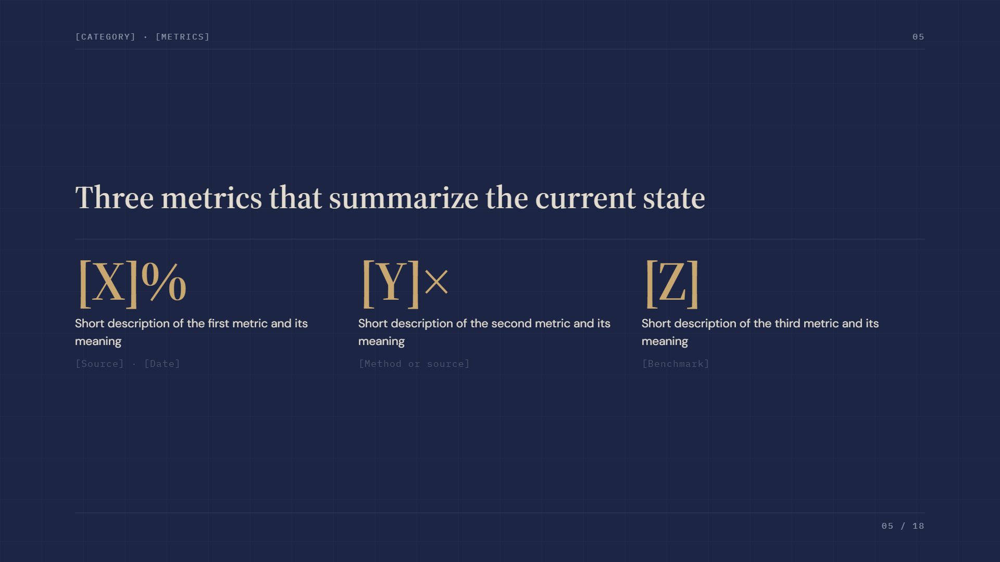 [CATEGORY] · [METRICS]
05
Three metrics that summarize the current state
[X]%
Short description of the first metric and its
meaning
[Source] · [Date]
[Y]×
Short description of the second metric and its
meaning
[Method or source]
[Z]
Short description of the third metric and its
meaning
[Benchmark]
05 / 18